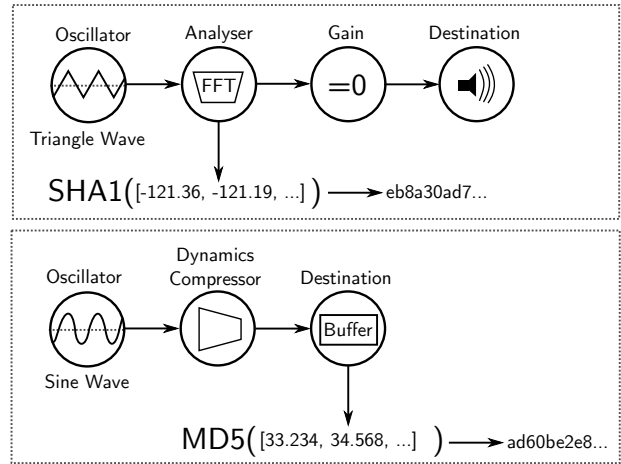 Oscillator Analyser Gain Destination
FFT =0
Triangle Wave
SHA1([-121.36, -121.19, ...]) eb8a30ad7...
Dynamics
Oscillator Compressor Destination
Buffer
Sine Wave
MD5([33.234, 34.568, ...] ) ad60be2e8...